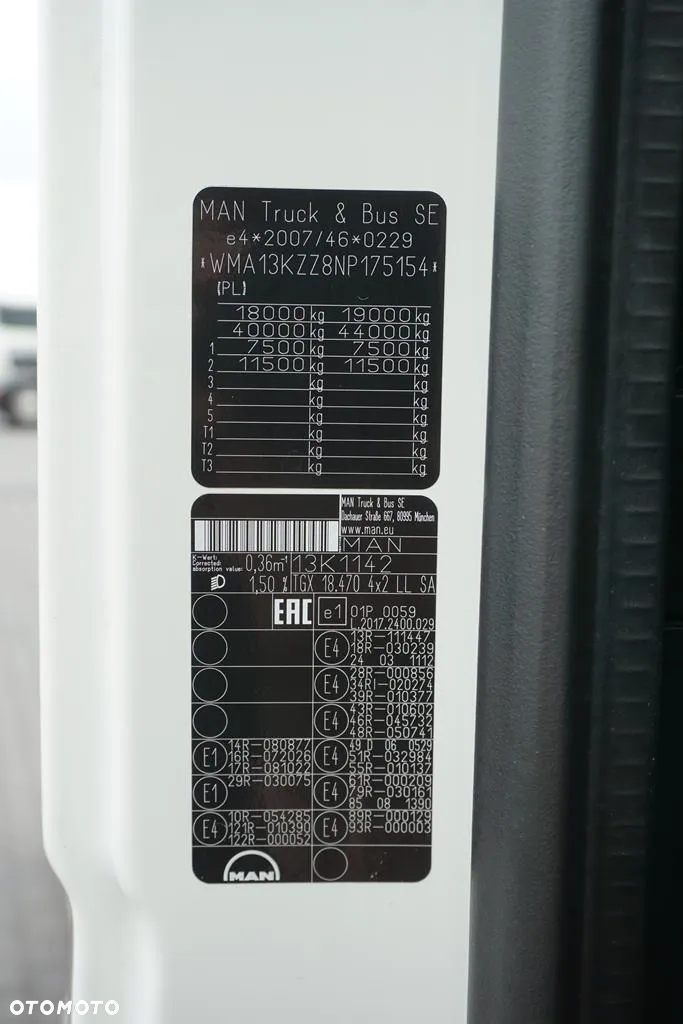 MAN Truck & Bus SE
e4*2007/46*0229
*WMA13KZZ8NP175154*
(PL)
18000 kg 19000 kg
40000 kg 44000 kg
1 7500 kg 7500 kg
2 11500 kg 11500 kg
3 kg kg
4 kg kg
5 kg kg
T1 kg kg
T2 kg kg
T3 kg kg
MAN Truck & Bus SE
Dachauer Straße 667, 80995 München
www.man.eu
MAN
K-Wert:
Corrected
absorption value: 0,36m⁻¹ 13K1142
1,50 % TGX 18.470 4x2 LL SA
EAC e1 01P 0059
L.2017.2400.029
E4 13R-111447
18R-030239
24 03 1112
E4 28R-000856
34RI-020274
39R-010377
E4 43R-010602
46R-045732
48R-050741
E1 14R-080877
16R-072026
17R-081022
E4 49 D 06 0529
51R-032984
55R-010137
E1 29R-030075
E4 61R-000209
79R-030161
85 08 1390
E4 10R-054285
121R-010390
122R-000052
E4 89R-000129
93R-000003
MAN
OTOMOTO